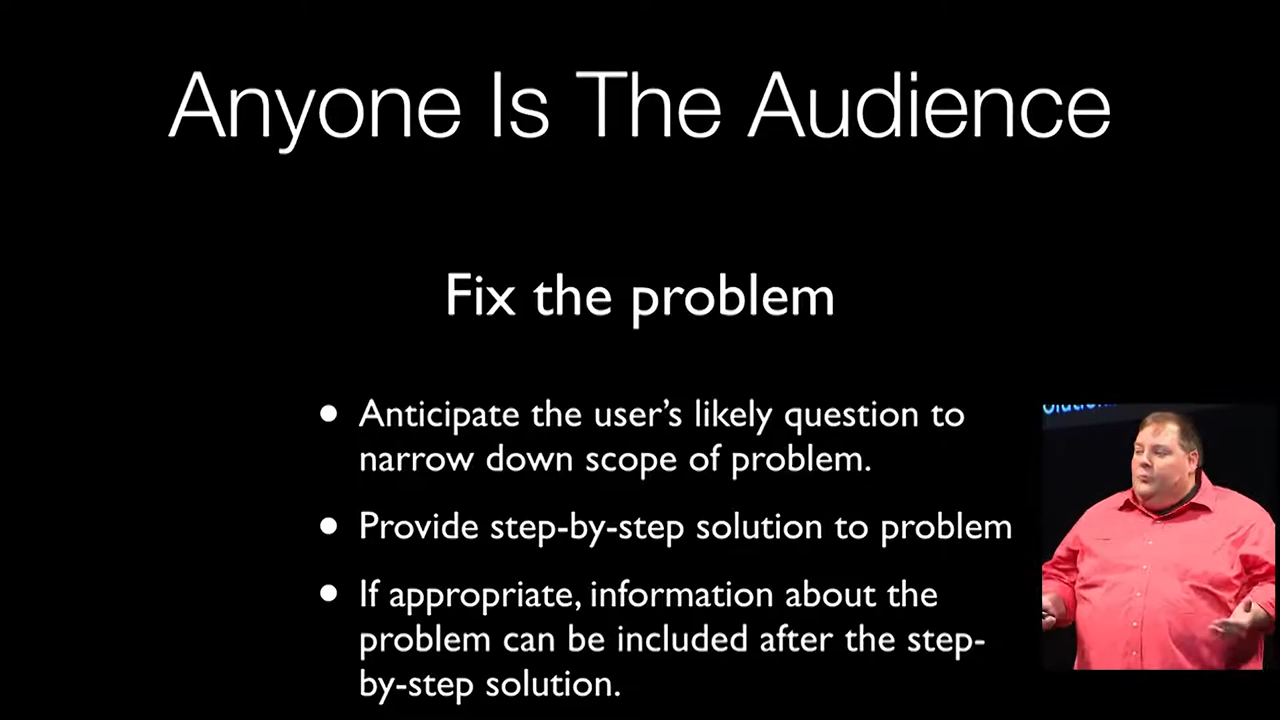 Anyone Is The Audience
Fix the problem
• Anticipate the user’s likely question to
narrow down scope of problem.
• Provide step-by-step solution to problem
• If appropriate, information about the
problem can be included after the step-
by-step solution.